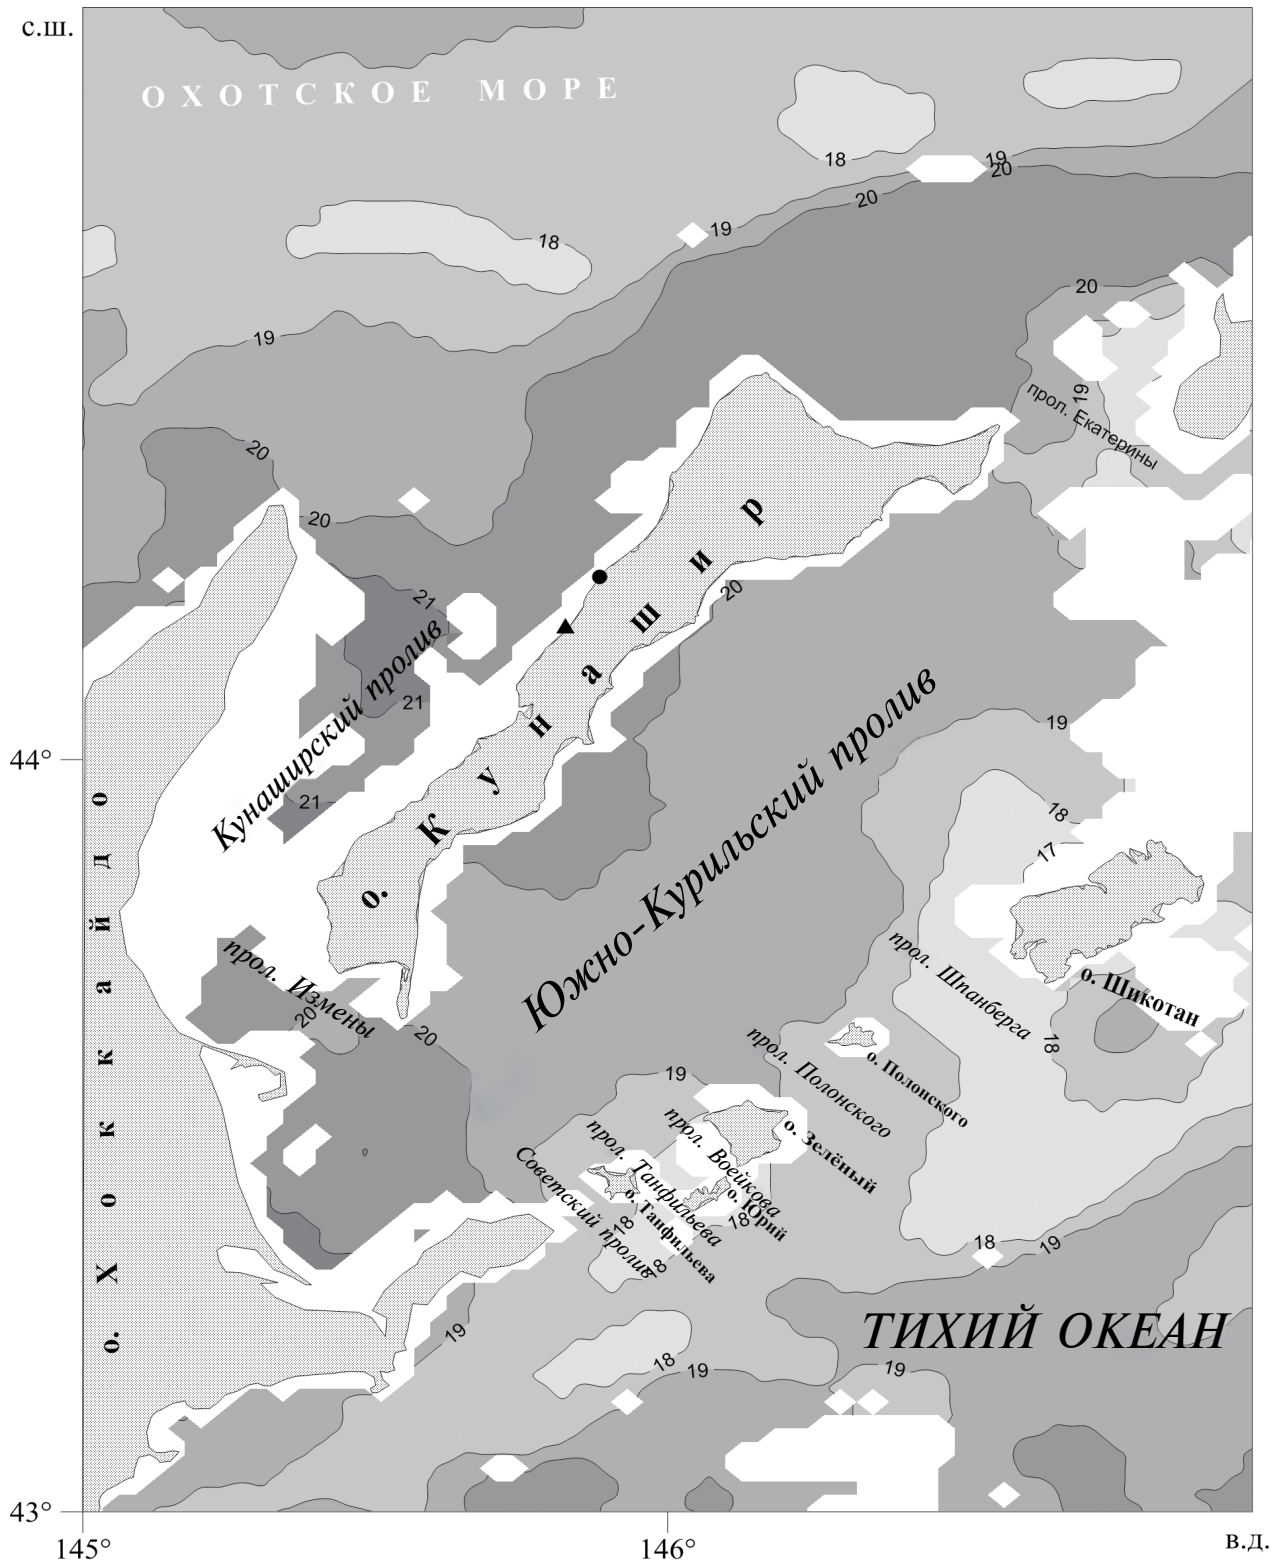 с.ш.
ОХОТСКОЕ МОРЕ
18
19
20
19
20
18
19
20
19
прол. Екатерины
20
20
21
21
21
Кунаширский пролив
о. Кунашир
20
19
18
17
44°
Южно-Курильский пролив
о. Хоккайдо
прол. Измены
20
20
прол. Шпанберга
о. Шикотан
18
прол. Полонского
о. Полонского
19
прол. Воейкова
о. Зелёный
прол. Танфильева
о. Юрий
18
Советский пролив
о. Танфильева
18
18
18
19
19
ТИХИЙ ОКЕАН
18
19
19
43°
145°
146°
в.д.